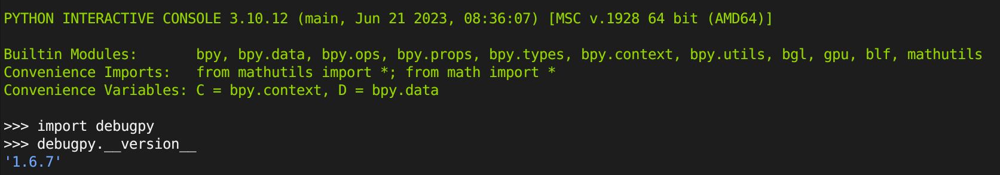 PYTHON INTERACTIVE CONSOLE 3.10.12 (main, Jun 21 2023, 08:36:07) [MSC v.1928 64 bit (AMD64)]
Builtin Modules:       bpy, bpy.data, bpy.ops, bpy.props, bpy.types, bpy.context, bpy.utils, bgl, gpu, blf, mathutils
Convenience Imports:   from mathutils import *; from math import *
Convenience Variables: C = bpy.context, D = bpy.data
>>> import debugpy
>>> debugpy.__version__
'1.6.7'